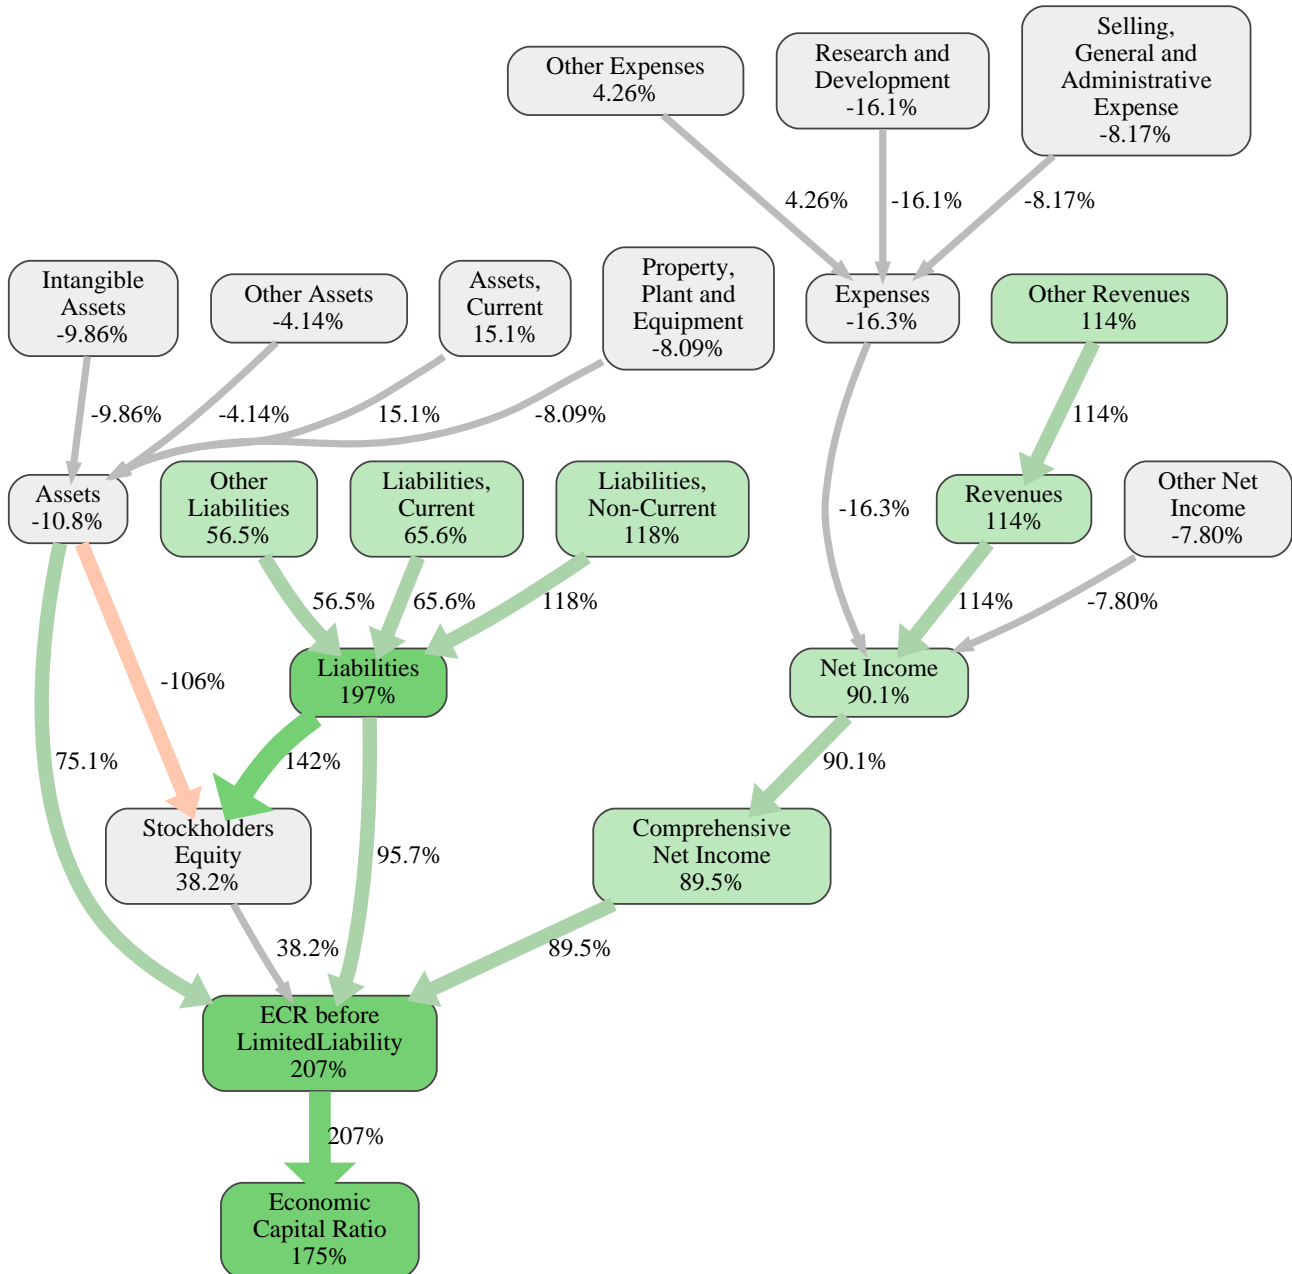 Selling,
General and
Administrative
Expense
-8.17%
Research and
Development
-16.1%
Other Expenses
4.26%
4.26%
-16.1%
-8.17%
Intangible
Assets
-9.86%
Other Assets
-4.14%
Assets,
Current
15.1%
Property,
Plant and
Equipment
-8.09%
Expenses
-16.3%
Other Revenues
114%
-9.86%
-4.14%
15.1%
-8.09%
114%
Assets
-10.8%
Other
Liabilities
56.5%
Liabilities,
Current
65.6%
Liabilities,
Non-Current
118%
-16.3%
Revenues
114%
Other Net
Income
-7.80%
56.5%
65.6%
118%
114%
-7.80%
-106%
Liabilities
197%
Net Income
90.1%
75.1%
142%
90.1%
Stockholders
Equity
38.2%
95.7%
Comprehensive
Net Income
89.5%
38.2%
89.5%
ECR before
LimitedLiability
207%
207%
Economic
Capital Ratio
175%